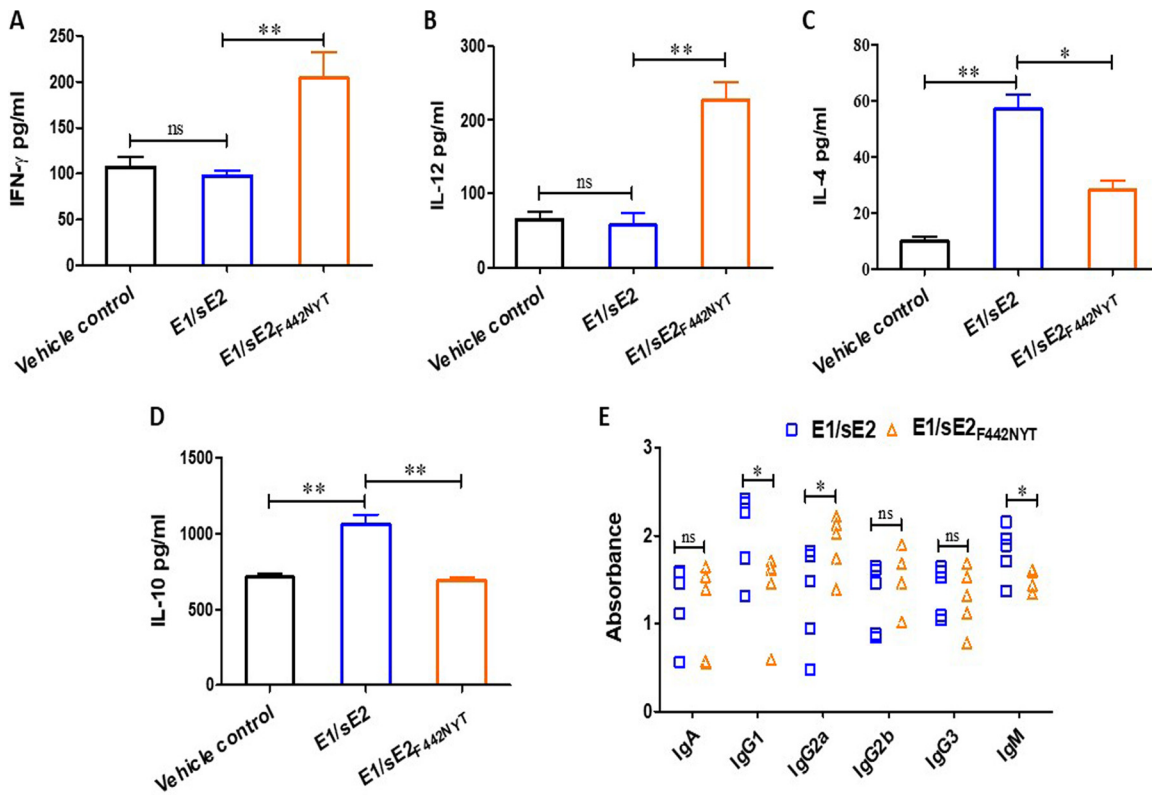 A
IFN-γ pg/ml
250
200
150
100
50
0
ns
**
Vehicle control
E1/sE2
E1/sE2F442NYT
B
IL-12 pg/ml
300
200
100
0
ns
**
Vehicle control
E1/sE2
E1/sE2F442NYT
C
IL-4 pg/ml
80
60
40
20
0
**
*
Vehicle control
E1/sE2
E1/sE2F442NYT
D
IL-10 pg/ml
1500
1000
500
0
**
**
Vehicle control
E1/sE2
E1/sE2F442NYT
E
E1/sE2 E1/sE2F442NYT
Absorbance
3
2
1
0
ns
*
*
ns
ns
*
IgA
IgG1
IgG2a
IgG2b
IgG3
IgM